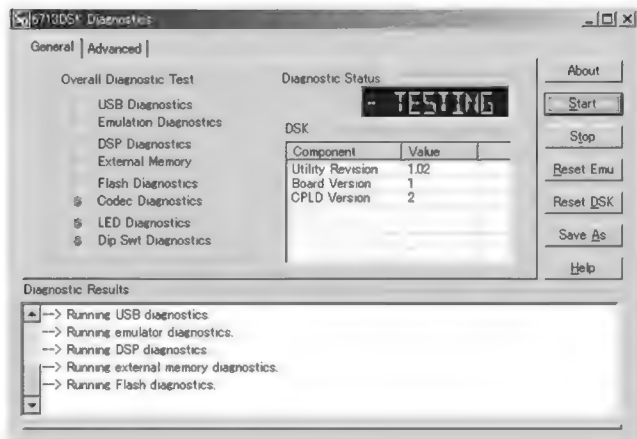 6713DSK Diagnostics
General Advanced
Overall Diagnostic Test
USB Diagnostics
Emulation Diagnostics
DSP Diagnostics
External Memory
Flash Diagnostics
Codec Diagnostics
LED Diagnostics
Dip Swt Diagnostics
Diagnostic Status
- TESTING
DSK
Component Value
Utility Revision 1.02
Board Version 1
CPLD Version 2
About
Start
Stop
Reset Emu
Reset DSK
Save As
Help
Diagnostic Results
--> Running USB diagnostics
--> Running emulator diagnostics.
--> Running DSP diagnostics
--> Running external memory diagnostics.
--> Running Flash diagnostics.